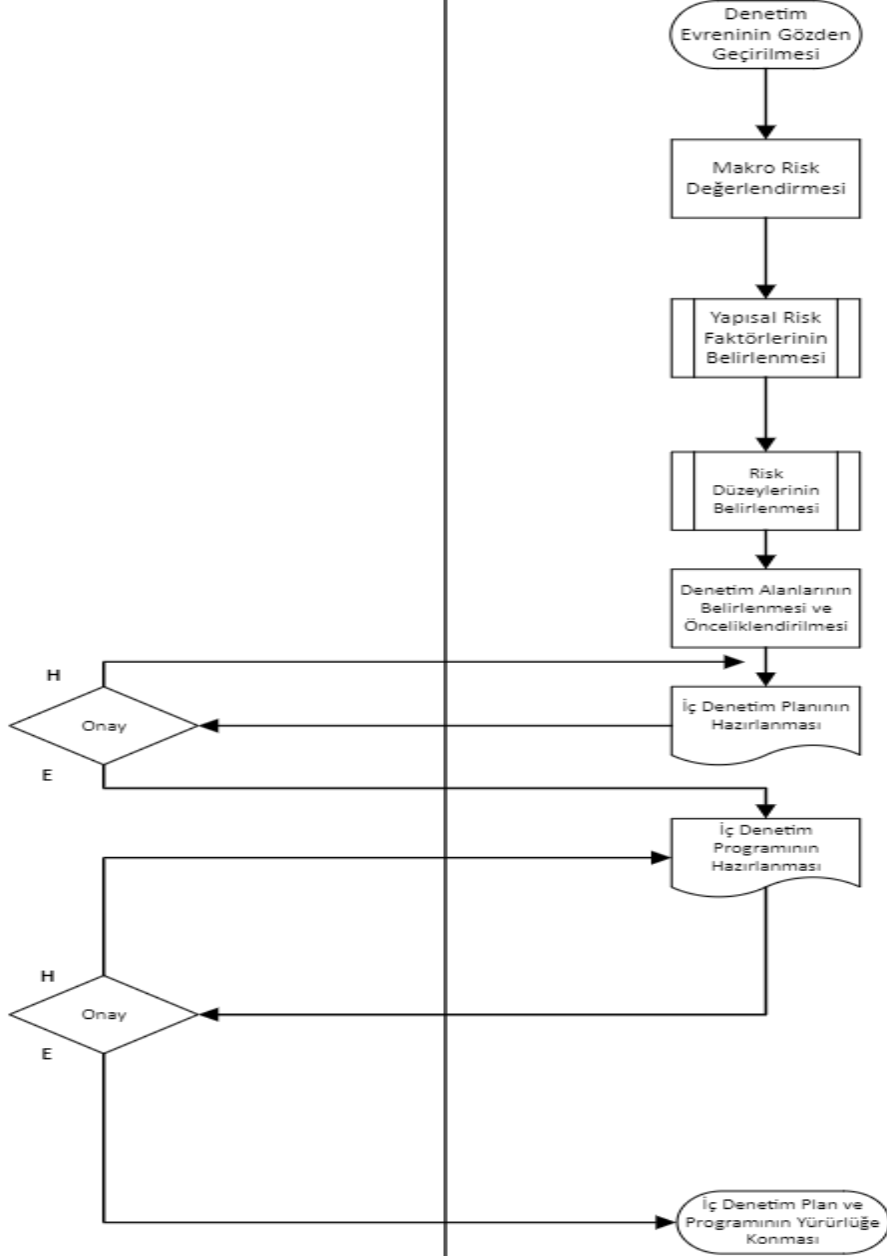 Denetim
Evreninin Gözden
Geçirilmesi
Makro Risk
Değerlendirmesi
Yapısal Risk
Faktörlerinin
Belirlenmesi
Risk
Düzeylerinin
Belirlenmesi
Denetim Alanlarının
Belirlenmesi ve
Önceliklendirilmesi
H
Onay
E
İç Denetim Planının
Hazırlanması
İç Denetim
Programının
Hazırlanması
H
Onay
E
İç Denetim Plan ve
Programının Yürürlüğe
Konması